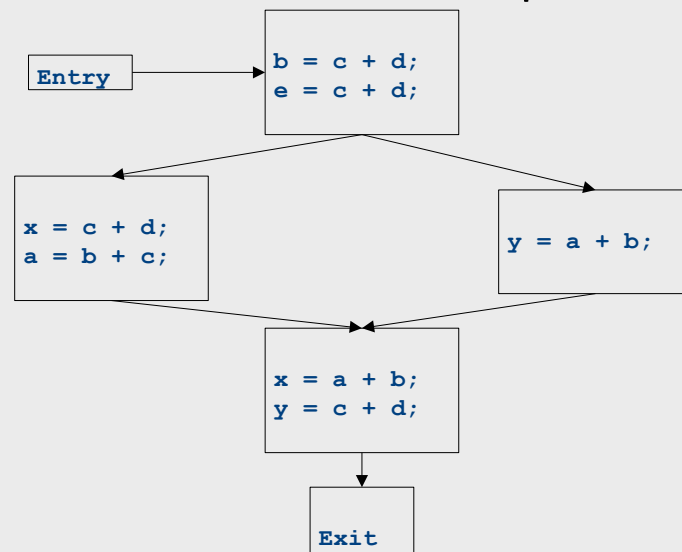 Entry
b = c + d;
e = c + d;
x = c + d;
a = b + c;
y = a + b;
x = a + b;
y = c + d;
Exit